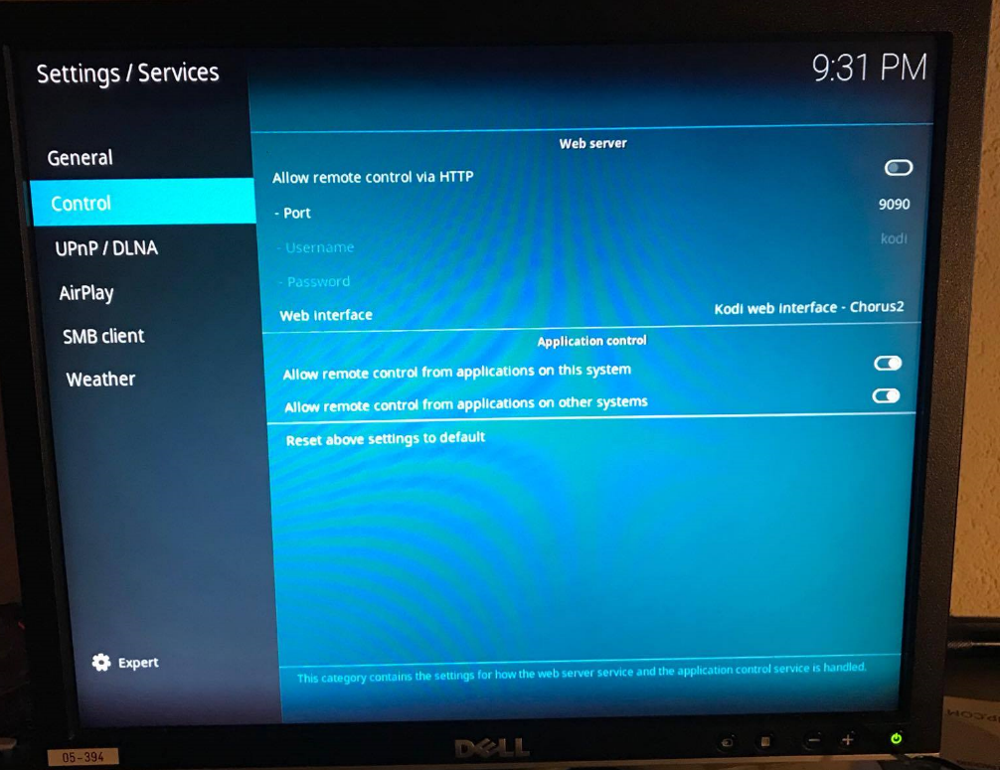 Settings / Services
9:31 PM
General
Control
UPnP / DLNA
AirPlay
SMB client
Weather
Expert
Web server
Allow remote control via HTTP
- Port 9090
- Username kodi
- Password
Web interface Kodi web interface - Chorus2
Application control
Allow remote control from applications on this system
Allow remote control from applications on other systems
Reset above settings to default
This category contains the settings for how the web server service and the application control service is handled.
DELL
05-394